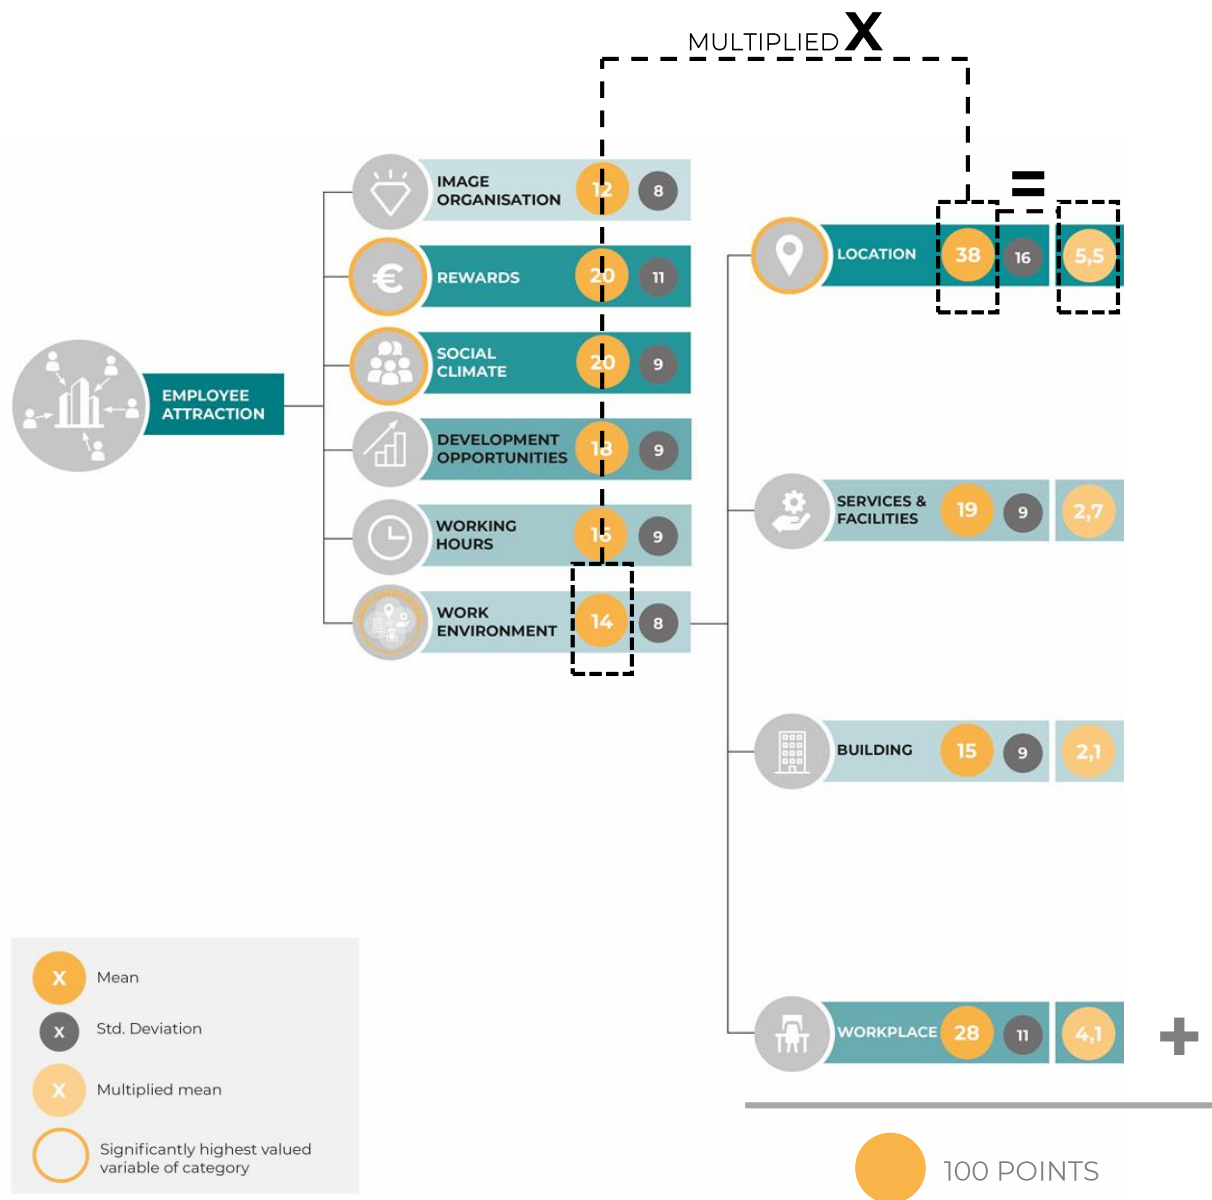 MULTIPLIED X
IMAGE
ORGANISATION
12
8
=
REWARDS
20
11
LOCATION
38
16
5,5
SOCIAL
CLIMATE
20
9
EMPLOYEE
ATTRACTION
DEVELOPMENT
OPPORTUNITIES
18
9
WORKING
HOURS
16
9
SERVICES &
FACILITIES
19
9
2,7
WORK
ENVIRONMENT
14
8
BUILDING
15
9
2,1
WORKPLACE
28
11
4,1
+
X Mean
X Std. Deviation
X Multiplied mean
Significantly highest valued
variable of category
100 POINTS